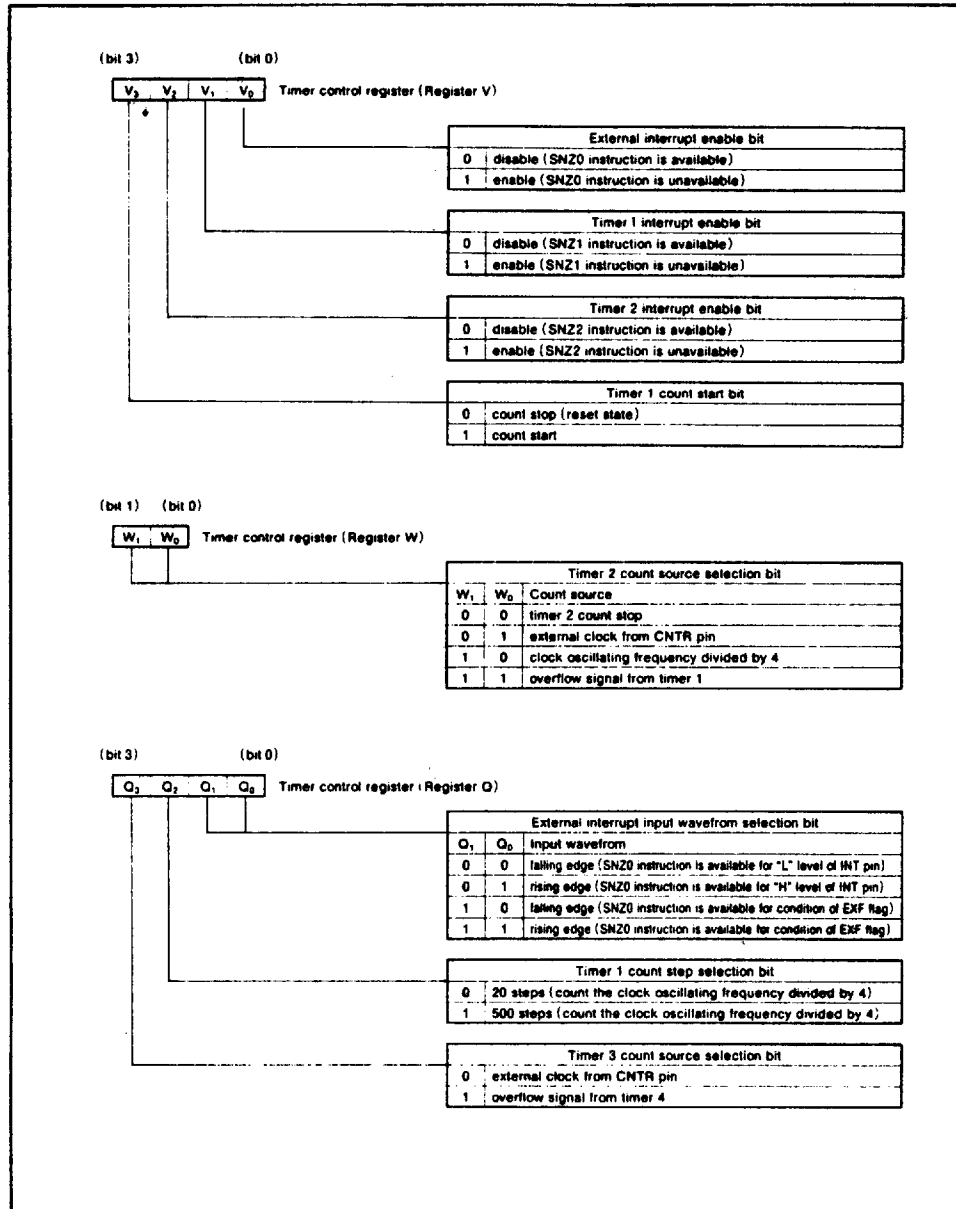 (bit 3) (bit 0)
V₃ V₂ V₁ V₀ Timer control register (Register V)
External interrupt enable bit
0 disable (SNZ0 instruction is available)
1 enable (SNZ0 instruction is unavailable)
Timer 1 interrupt enable bit
0 disable (SNZ1 instruction is available)
1 enable (SNZ1 instruction is unavailable)
Timer 2 interrupt enable bit
0 disable (SNZ2 instruction is available)
1 enable (SNZ2 instruction is unavailable)
Timer 1 count start bit
0 count stop (reset state)
1 count start
(bit 1) (bit 0)
W₁ W₀ Timer control register (Register W)
Timer 2 count source selection bit
W₁ W₀ Count source
0 0 timer 2 count stop
0 1 external clock from CNTR pin
1 0 clock oscillating frequency divided by 4
1 1 overflow signal from timer 1
(bit 3) (bit 0)
Q₃ Q₂ Q₁ Q₀ Timer control register (Register Q)
External interrupt input wavefrom selection bit
Q₁ Q₀ Input wavefrom
0 0 falling edge (SNZ0 instruction is available for "L" level of INT pin)
0 1 rising edge (SNZ0 instruction is available for "H" level of INT pin)
1 0 falling edge (SNZ0 instruction is available for condition of EXF flag)
1 1 rising edge (SNZ0 instruction is available for condition of EXF flag)
Timer 1 count step selection bit
0 20 steps (count the clock oscillating frequency divided by 4)
1 500 steps (count the clock oscillating frequency divided by 4)
Timer 3 count source selection bit
0 external clock from CNTR pin
1 overflow signal from timer 4